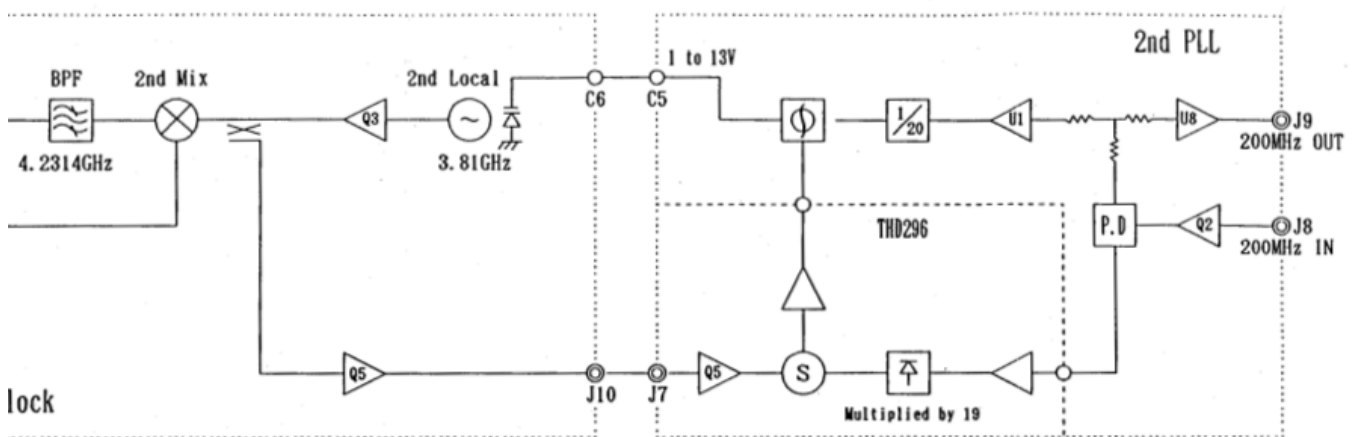 2nd PLL
1 to 13V
BPF
2nd Mix
2nd Local
C6
C5
Q3
1/20
U1
U8
J9
200MHz OUT
4.2314GHz
3.81GHz
THD296
P.D
Q2
J8
200MHz IN
Q5
J10
J7
Q5
S
Multiplied by 19
lock